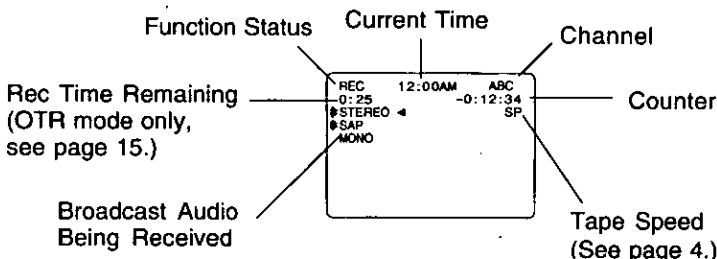 Function Status
Current Time
Channel
Rec Time Remaining
(OTR mode only,
see page 15.)
REC 12:00AM ABC
0:25 -0:12:34
STEREO ◄ SP
SAP
MONO
Counter
Broadcast Audio
Being Received
Tape Speed
(See page 4.)